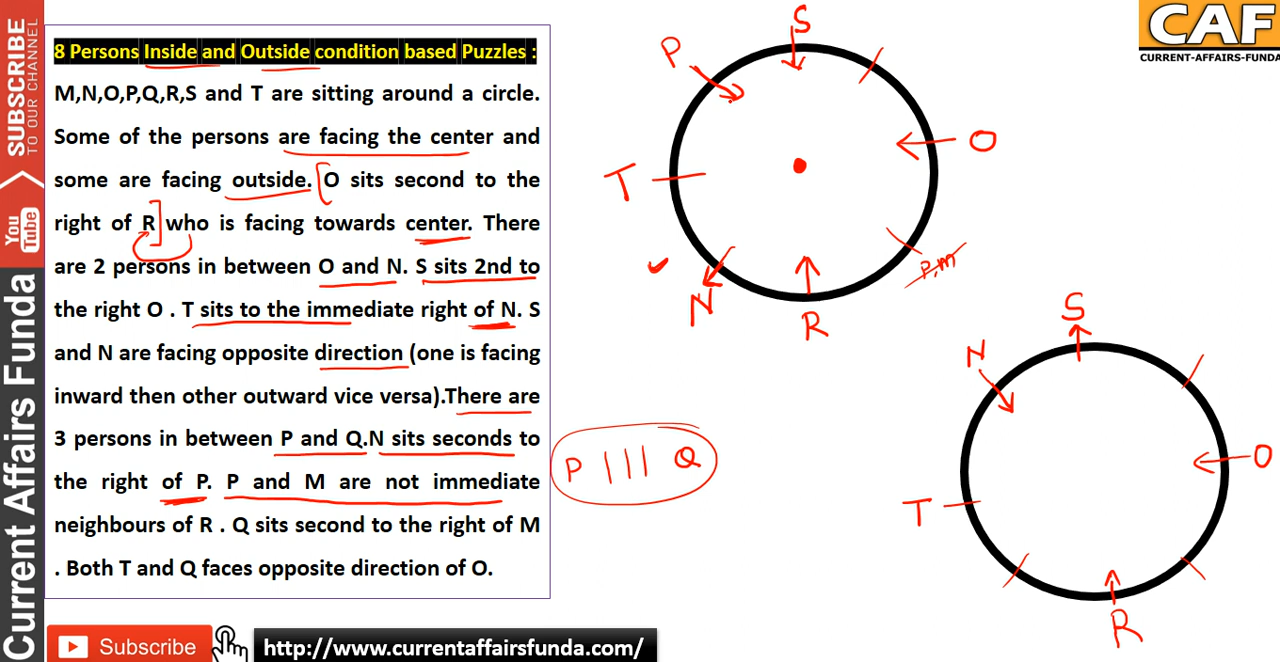 SUBSCRIBE
TO OUR CHANNEL
You
Tube
Current Affairs Funda
8 Persons Inside and Outside condition based Puzzles :
M,N,O,P,Q,R,S and T are sitting around a circle.
Some of the persons are facing the center and
some are facing outside. O sits second to the
right of R who is facing towards center. There
are 2 persons in between O and N. S sits 2nd to
the right O . T sits to the immediate right of N. S
and N are facing opposite direction (one is facing
inward then other outward vice versa).There are
3 persons in between P and Q.N sits seconds to
the right of P. P and M are not immediate
neighbours of R . Q sits second to the right of M
. Both T and Q faces opposite direction of O.
Subscribe
http://www.currentaffairsfunda.com/
CAF
CURRENT-AFFAIRS-FUNDA
S
P
O
T
P,M
N
R
P ||| Q
S
N
O
T
R